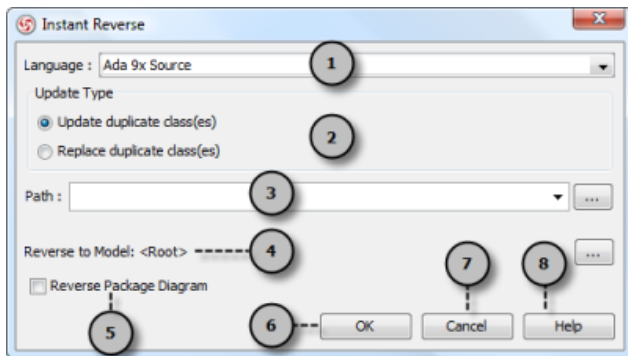 Instant Reverse
Language : Ada 9x Source 1
Update Type
Update duplicate class(es)
Replace duplicate class(es)
2
Path : 3 ...
Reverse to Model: <Root> 4 ...
Reverse Package Diagram
7 8
5 6 OK Cancel Help